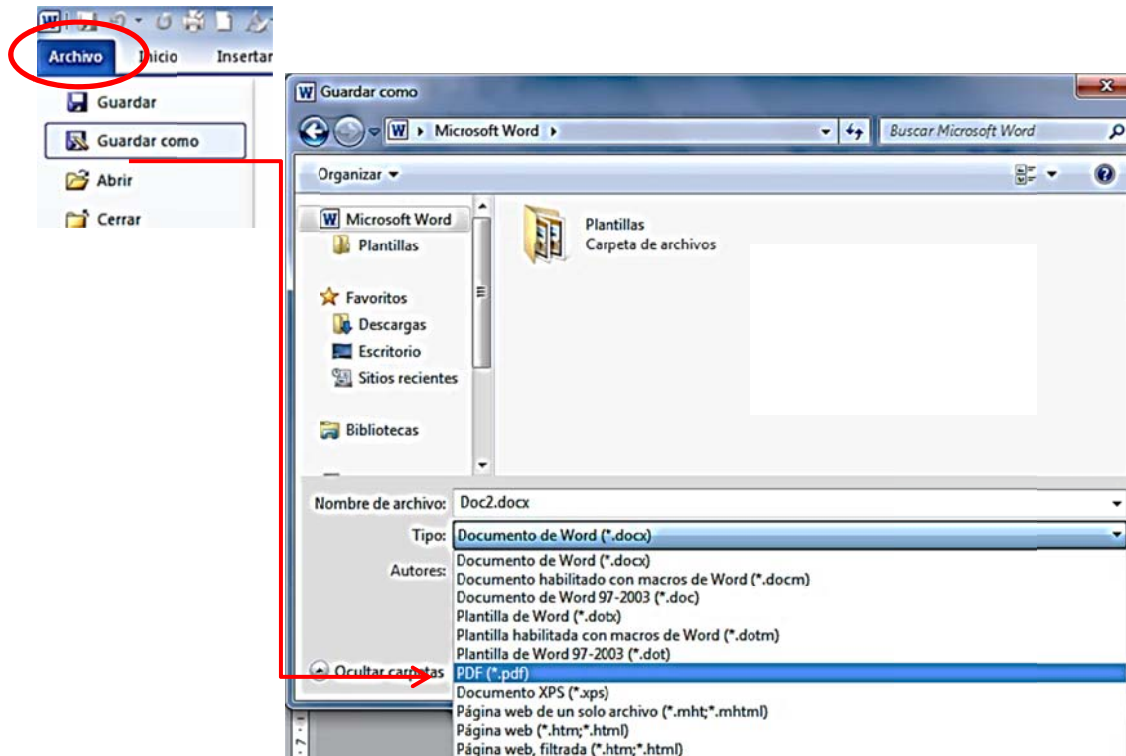 Archivo Inicio Insertar
Guardar
Guardar como
Abrir
Cerrar
Guardar como
Microsoft Word
Buscar Microsoft Word
Organizar
Microsoft Word
Plantillas
Favoritos
Descargas
Escritorio
Sitios recientes
Bibliotecas
Plantillas
Carpeta de archivos
Nombre de archivo: Doc2.docx
Tipo: Documento de Word (*.docx)
Autores:
Documento de Word (*.docx)
Documento habilitado con macros de Word (*.docm)
Documento de Word 97-2003 (*.doc)
Plantilla de Word (*.dotx)
Plantilla habilitada con macros de Word (*.dotm)
Plantilla de Word 97-2003 (*.dot)
Ocultar carpetas
PDF (*.pdf)
Documento XPS (*.xps)
Página web de un solo archivo (*.mht;*.mhtml)
Página web (*.htm;*.html)
Página web, filtrada (*.htm;*.html)
7